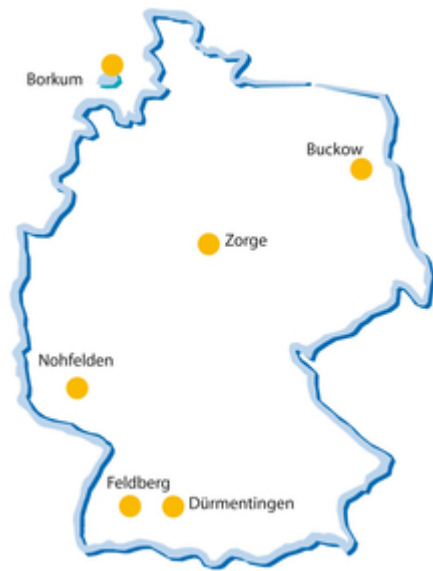 Borkum
Buckow
Zorge
Nohfelden
Feldberg
Dürmentingen